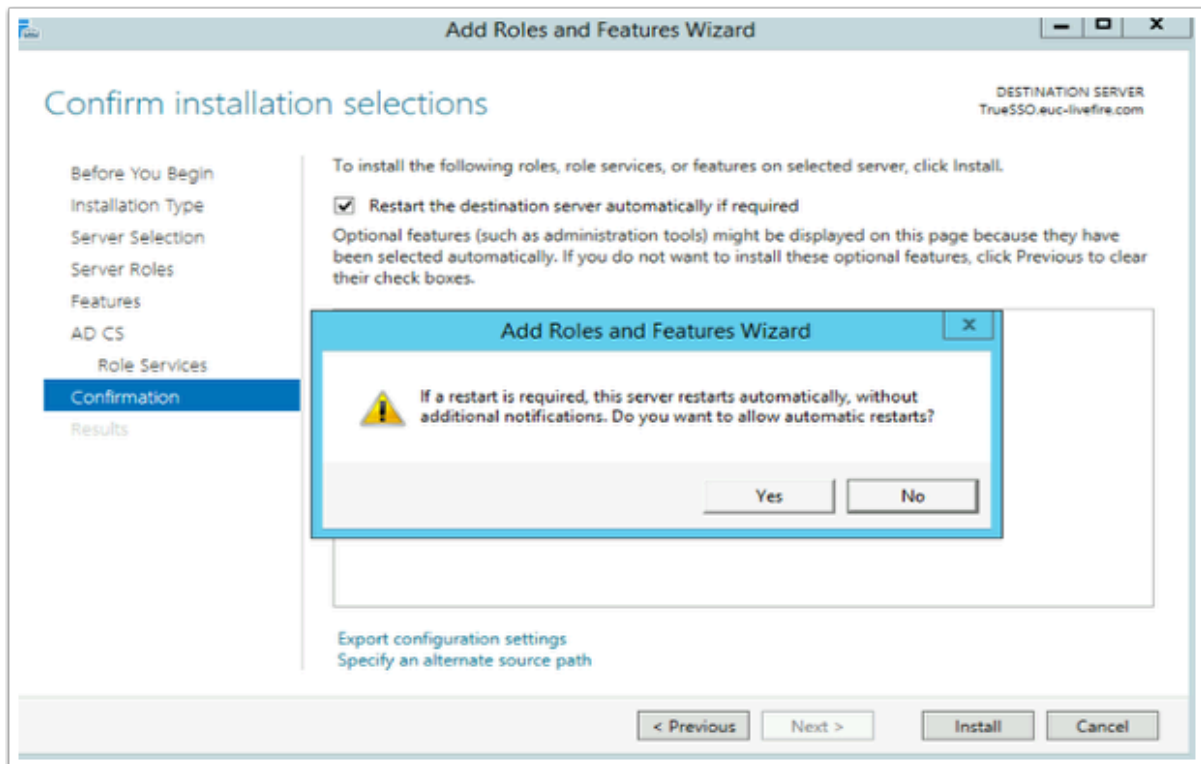 Add Roles and Features Wizard
Confirm installation selections
DESTINATION SERVER
TrueSSO.euc-livefire.com
Before You Begin
Installation Type
Server Selection
Server Roles
Features
AD CS
Role Services
Confirmation
Results
To install the following roles, role services, or features on selected server, click Install.
Restart the destination server automatically if required
Optional features (such as administration tools) might be displayed on this page because they have
been selected automatically. If you do not want to install these optional features, click Previous to clear
their check boxes.
Add Roles and Features Wizard
If a restart is required, this server restarts automatically, without
additional notifications. Do you want to allow automatic restarts?
Yes
No
Export configuration settings
Specify an alternate source path
< Previous
Next >
Install
Cancel